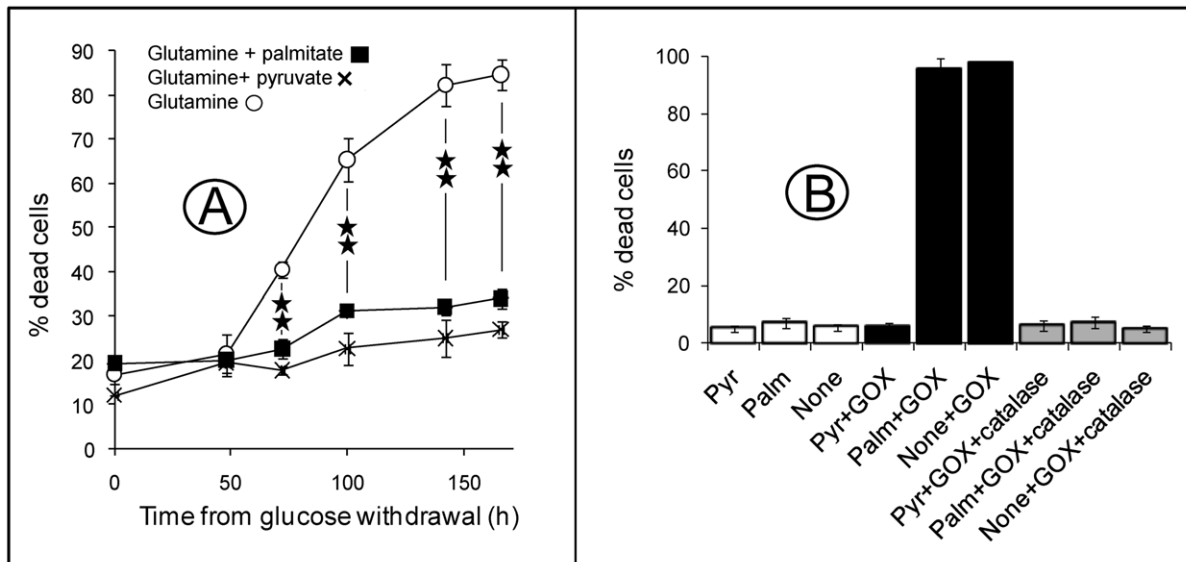 Glutamine + palmitate
Glutamine+ pyruvate
Glutamine
A
% dead cells
90
80
70
60
50
40
30
20
10
0
0
50
100
150
Time from glucose withdrawal (h)
B
% dead cells
100
80
60
40
20
0
Pyr
Palm
None
Pyr+GOX
Palm+GOX
None+GOX
Pyr+GOX+catalase
Palm+GOX+catalase
None+GOX+catalase